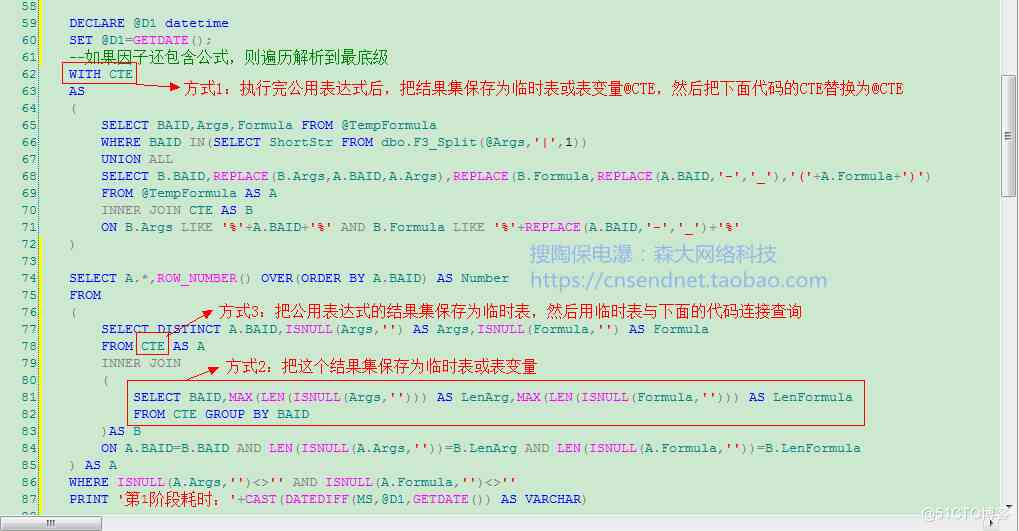 58
59 DECLARE @D1 datetime
60 SET @D1=GETDATE();
61 --如果因子还包含公式，则遍历解析到最底级
62 WITH CTE
63 AS 方式1：执行完公用表达式后，把结果集保存为临时表或表变量@CTE，然后把下面代码的CTE替换为@CTE
64 (
65 SELECT BAID,Args,Formula FROM @TempFormula
66 WHERE BAID IN(SELECT ShortStr FROM dbo.F3_Split(@Args,'|',1))
67 UNION ALL
68 SELECT B.BAID,REPLACE(B.Args,A.BAID,A.Args),REPLACE(B.Formula,REPLACE(A.BAID,'-','_'),'('+A.Formula+')')
69 FROM @TempFormula AS A
70 INNER JOIN CTE AS B
71 ON B.Args LIKE '%'+A.BAID+'%' AND B.Formula LIKE '%'+REPLACE(A.BAID,'-','_')+'%'
72 )
搜陶保电瀑：森大网络科技
73
https://cnsendnet.taobao.com
74 SELECT A.*,ROW_NUMBER() OVER(ORDER BY A.BAID) AS Number
75 FROM
76 (
方式3：把公用表达式的结果集保存为临时表，然后用临时表与下面的代码连接查询
77 SELECT DISTINCT A.BAID,ISNULL(Args,'') AS Args,ISNULL(Formula,'') AS Formula
78 FROM CTE AS A
79 INNER JOIN
方式2：把这个结果集保存为临时表或表变量
80 (
81 SELECT BAID,MAX(LEN(ISNULL(Args,''))) AS LenArg,MAX(LEN(ISNULL(Formula,''))) AS LenFormula
82 FROM CTE GROUP BY BAID
83 )AS B
84 ON A.BAID=B.BAID AND LEN(ISNULL(A.Args,''))=B.LenArg AND LEN(ISNULL(A.Formula,''))=B.LenFormula
85 ) AS A
86 WHERE ISNULL(A.Args,'')<>'' AND ISNULL(A.Formula,'')<>''
87 PRINT '第1阶段耗时：'+CAST(DATEDIFF(MS,@D1,GETDATE()) AS VARCHAR)
@51CTO博客